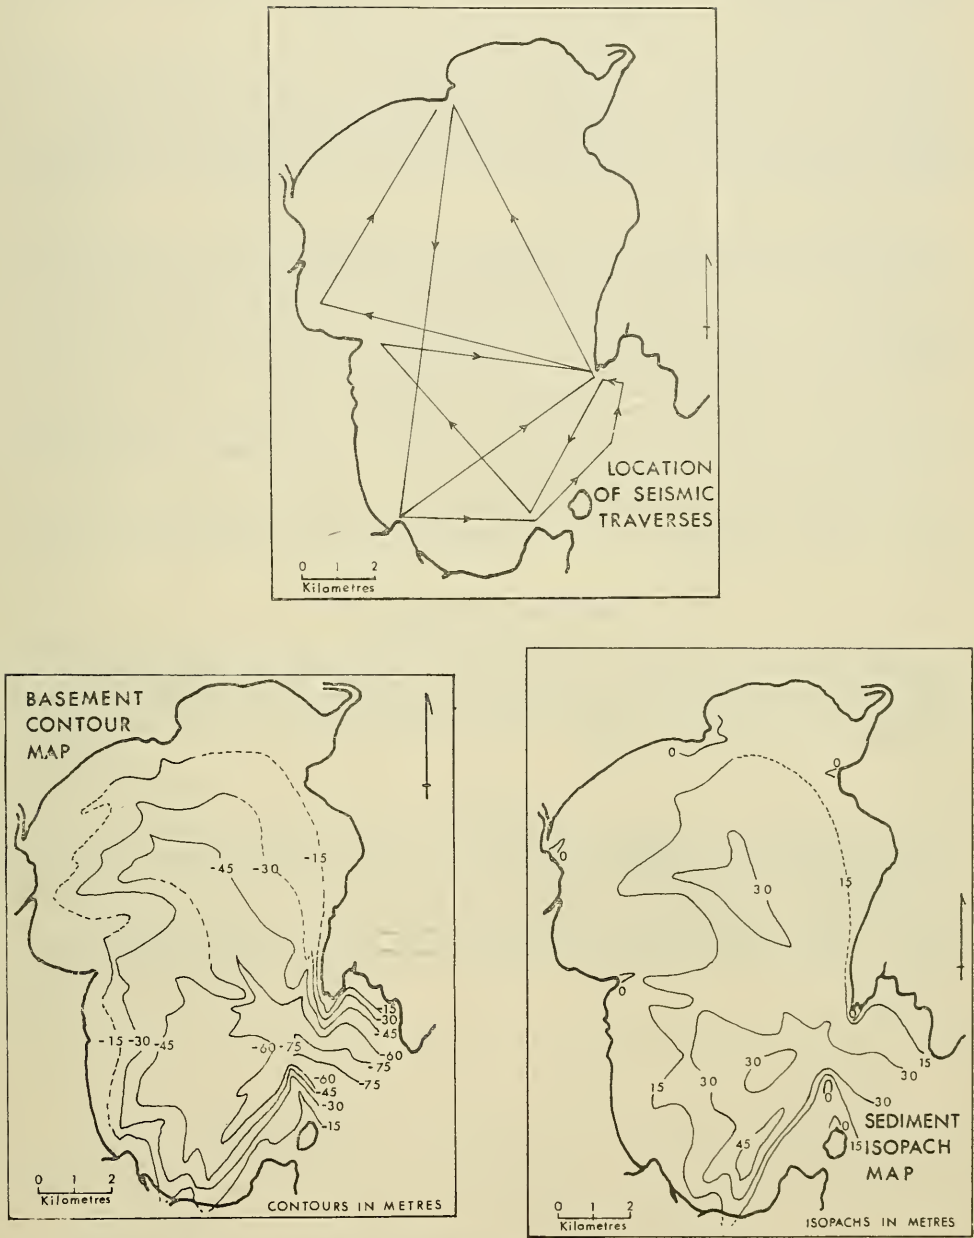 LOCATION
OF SEISMIC
TRAVERSES
0 1 2
Kilometres
BASEMENT
CONTOUR
MAP
-15
-45
-30
-15
-30
-45
-15
-30
-45
-60
-75
-60
-75
-75
-60
-45
-30
-15
0 1 2
Kilometres
CONTOURS IN METRES
0
0
0
30
15
0
0
15
30
30
15
30
30
0
0
45
15
SEDIMENT
ISOPACH
MAP
0 1 2
Kilometres
ISOPACHS IN METRES